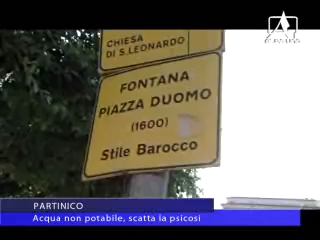 CHIESA
DI S. LEONARDO
FONTANA
PIAZZA DUOMO
(1600)
Stile Barocco
PARTINICO
Acqua non potabile, scatta la psicosi